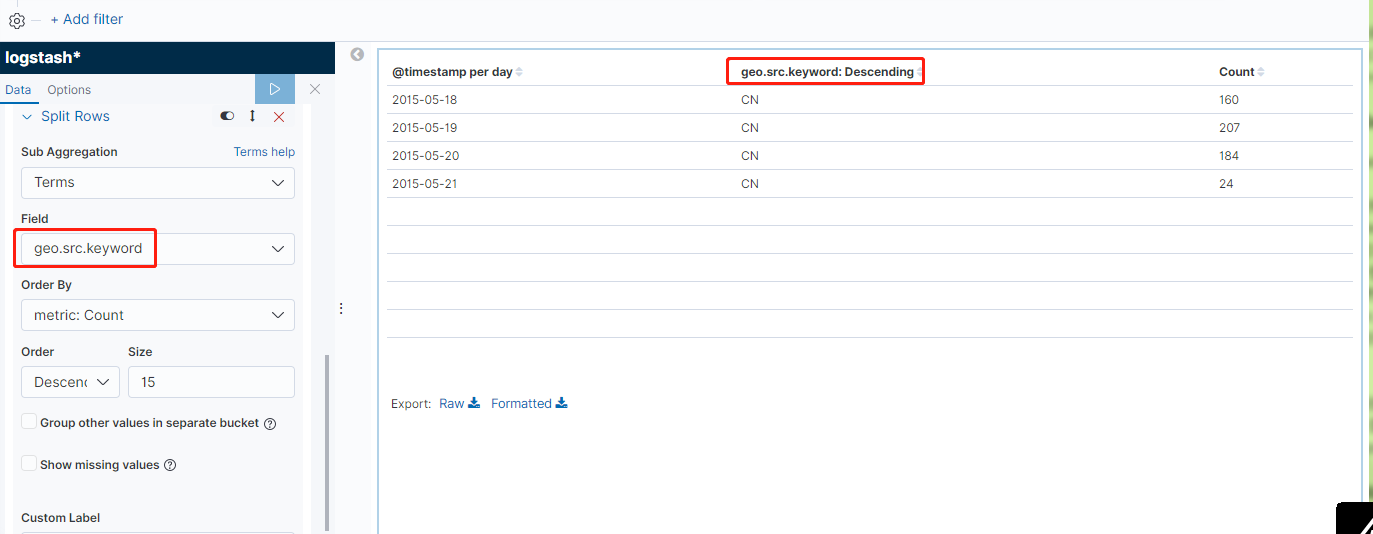 + Add filter
logstash*
Data Options
Split Rows
Sub Aggregation Terms help
Terms
Field
geo.src.keyword
Order By
metric: Count
Order Size
Descenc 15
Group other values in separate bucket
Show missing values
Custom Label
@timestamp per day geo.src.keyword: Descending Count
2015-05-18 CN 160
2015-05-19 CN 207
2015-05-20 CN 184
2015-05-21 CN 24
Export: Raw Formatted